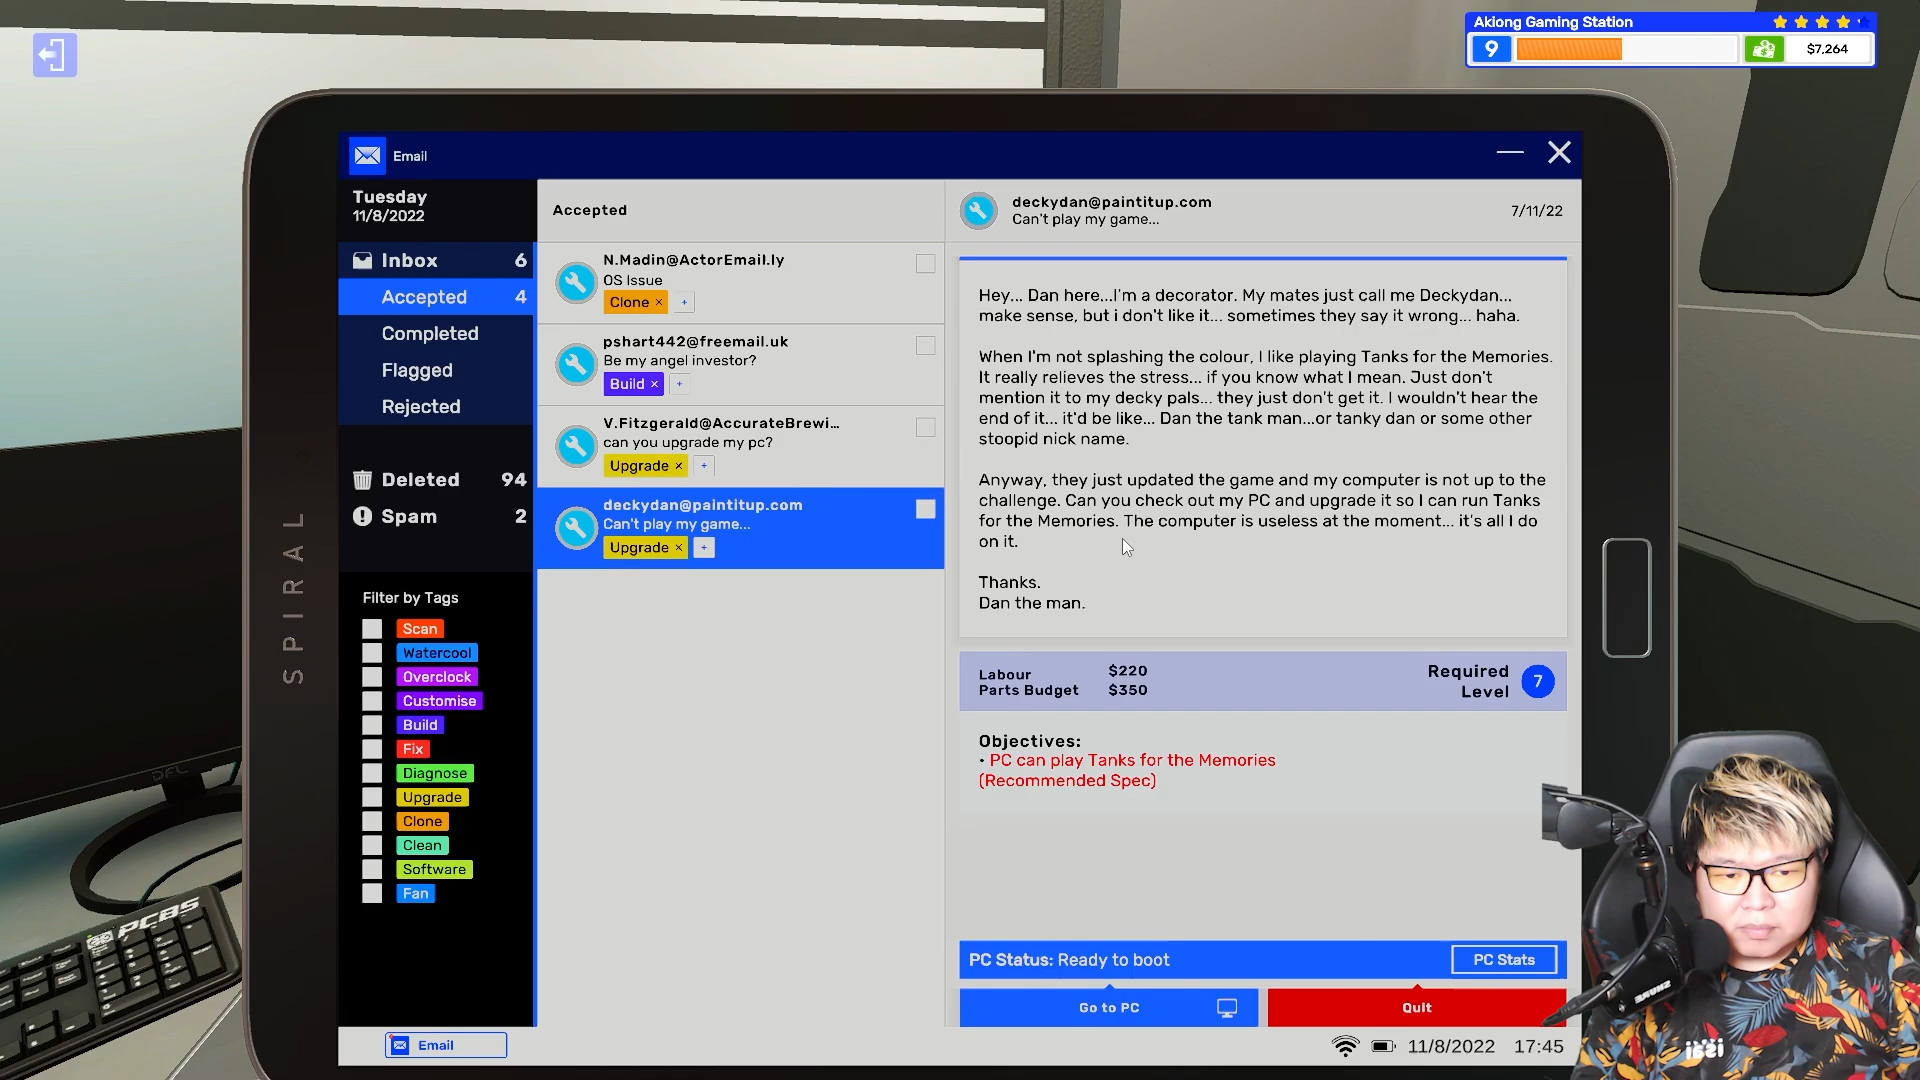 Akiong Gaming Station
9
$7,264
Email
Tuesday
11/8/2022
Inbox 6
Accepted 4
Completed
Flagged
Rejected
Deleted 94
Spam 2
Filter by Tags
Scan
Watercool
Overclock
Customise
Build
Fix
Diagnose
Upgrade
Clone
Clean
Software
Fan
Accepted
N.Madin@ActorEmail.ly
OS Issue
Clone × +
pshart442@freemail.uk
Be my angel investor?
Build × +
V.Fitzgerald@AccurateBrewi...
can you upgrade my pc?
Upgrade × +
deckydan@paintitup.com
Can't play my game...
Upgrade × +
deckydan@paintitup.com
Can't play my game...
7/11/22
Hey... Dan here...I'm a decorator. My mates just call me Deckydan...
make sense, but i don't like it... sometimes they say it wrong... haha.
When I'm not splashing the colour, I like playing Tanks for the Memories.
It really relieves the stress... if you know what I mean. Just don't
mention it to my decky pals... they just don't get it. I wouldn't hear the
end of it... it'd be like... Dan the tank man...or tanky dan or some other
stoopid nick name.
Anyway, they just updated the game and my computer is not up to the
challenge. Can you check out my PC and upgrade it so I can run Tanks
for the Memories. The computer is useless at the moment... it's all I do
on it.
Thanks.
Dan the man.
Labour $220
Parts Budget $350
Required
Level 7
Objectives:
• PC can play Tanks for the Memories
(Recommended Spec)
PC Status: Ready to boot
PC Stats
Go to PC
Quit
Email
11/8/2022 17:45
SPIRAL
PCBS
DFL
SHURE